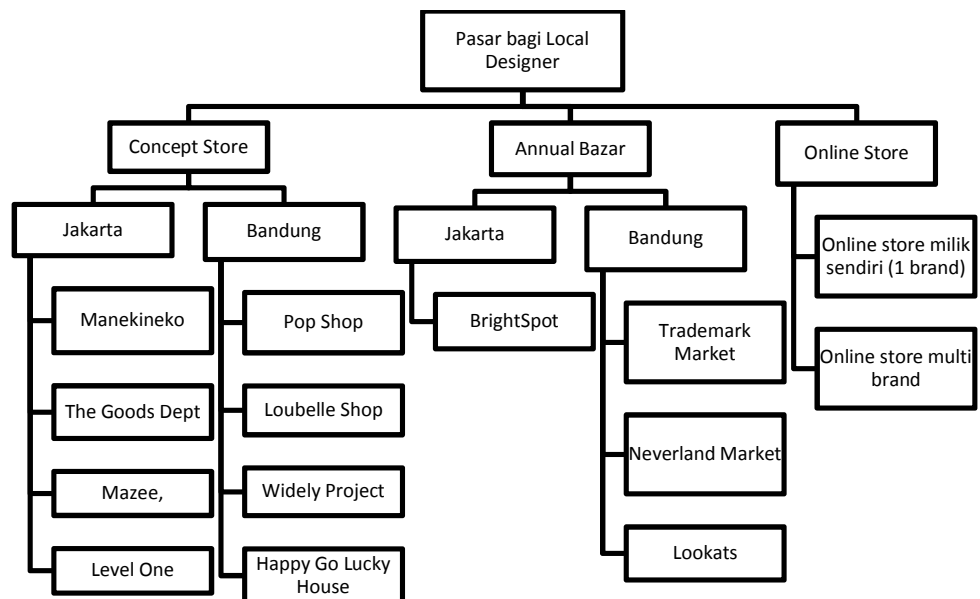 Pasar bagi Local
Designer
Concept Store
Annual Bazar
Online Store
Jakarta
Bandung
Jakarta
Bandung
Manekineko
The Goods Dept
Mazee,
Level One
Pop Shop
Loubelle Shop
Widely Project
Happy Go Lucky
House
BrightSpot
Trademark
Market
Neverland Market
Lookats
Online store milik
sendiri (1 brand)
Online store multi
brand